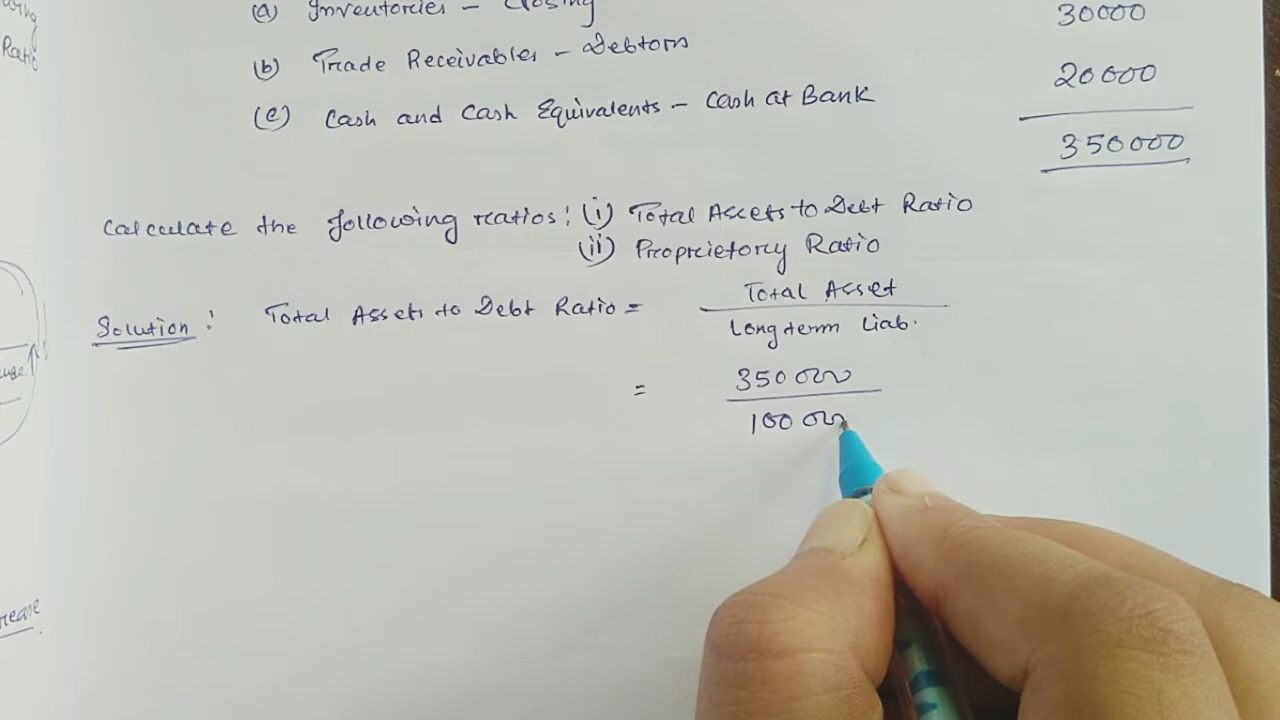 (a) Inventories - Closing
30000
(b) Trade Receivables - Debtors
20000
(c) Cash and Cash Equivalents - Cash at Bank
350000
Calculate the following ratios: (i) Total Assets to Debt Ratio
(ii) Proprietory Ratio
Solution: Total Assets to Debt Ratio = Total Asset
Long term Liab.
= 350000
100000
Ratio